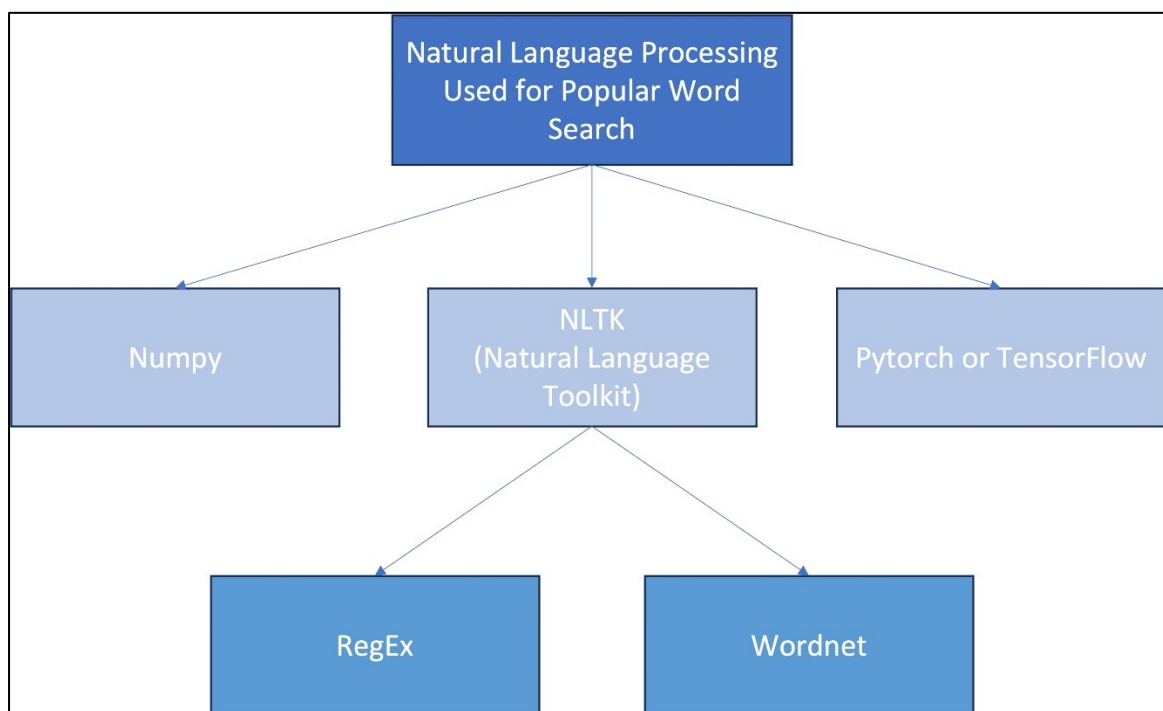 Natural Language Processing
Used for Popular Word
Search
Numpy
NLTK
(Natural Language
Toolkit)
Pytorch or TensorFlow
RegEx
Wordnet